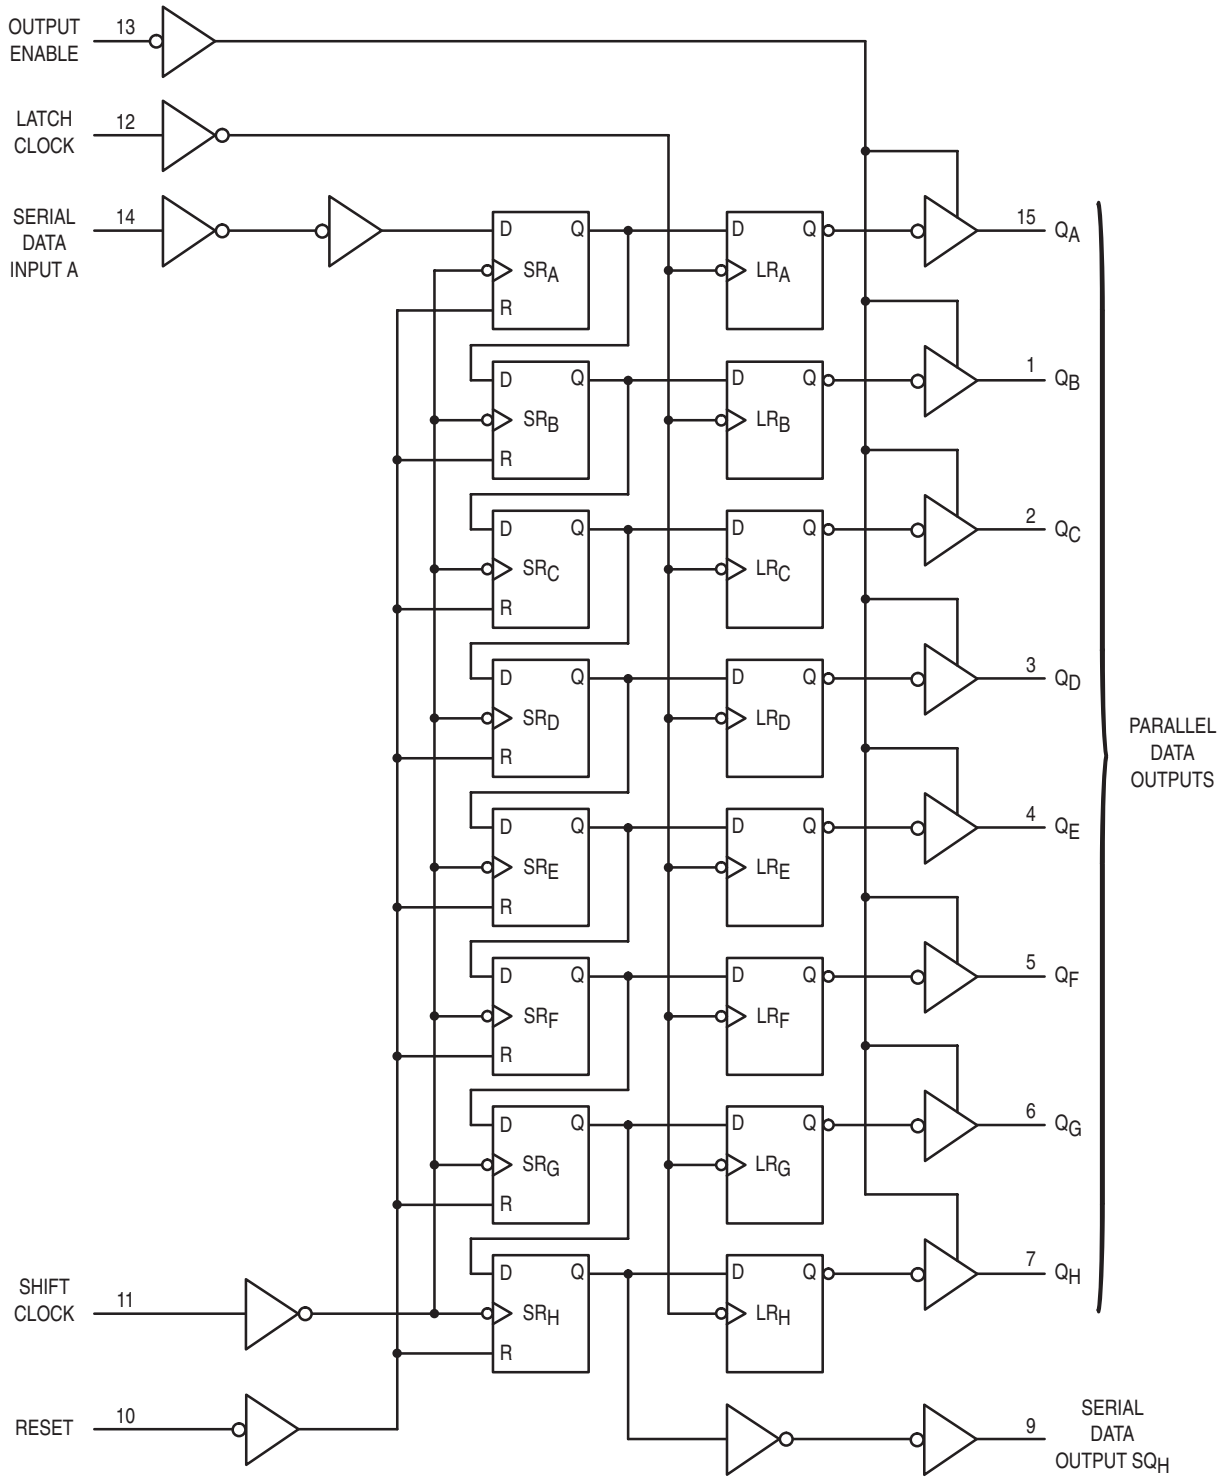 OUTPUT
ENABLE
13
LATCH
CLOCK
12
SERIAL
DATA
INPUT A
14
D Q
SRA
R
D Q
LRA
15 QA
D Q
SRB
R
D Q
LRB
1 QB
D Q
SRC
R
D Q
LRC
2 QC
D Q
SRD
R
D Q
LRD
3 QD
PARALLEL
DATA
OUTPUTS
D Q
SRE
R
D Q
LRE
4 QE
D Q
SRF
R
D Q
LRF
5 QF
D Q
SRG
R
D Q
LRG
6 QG
SHIFT
CLOCK
11
D Q
SRH
R
D Q
LRH
7 QH
RESET
10
9
SERIAL
DATA
OUTPUT SQH